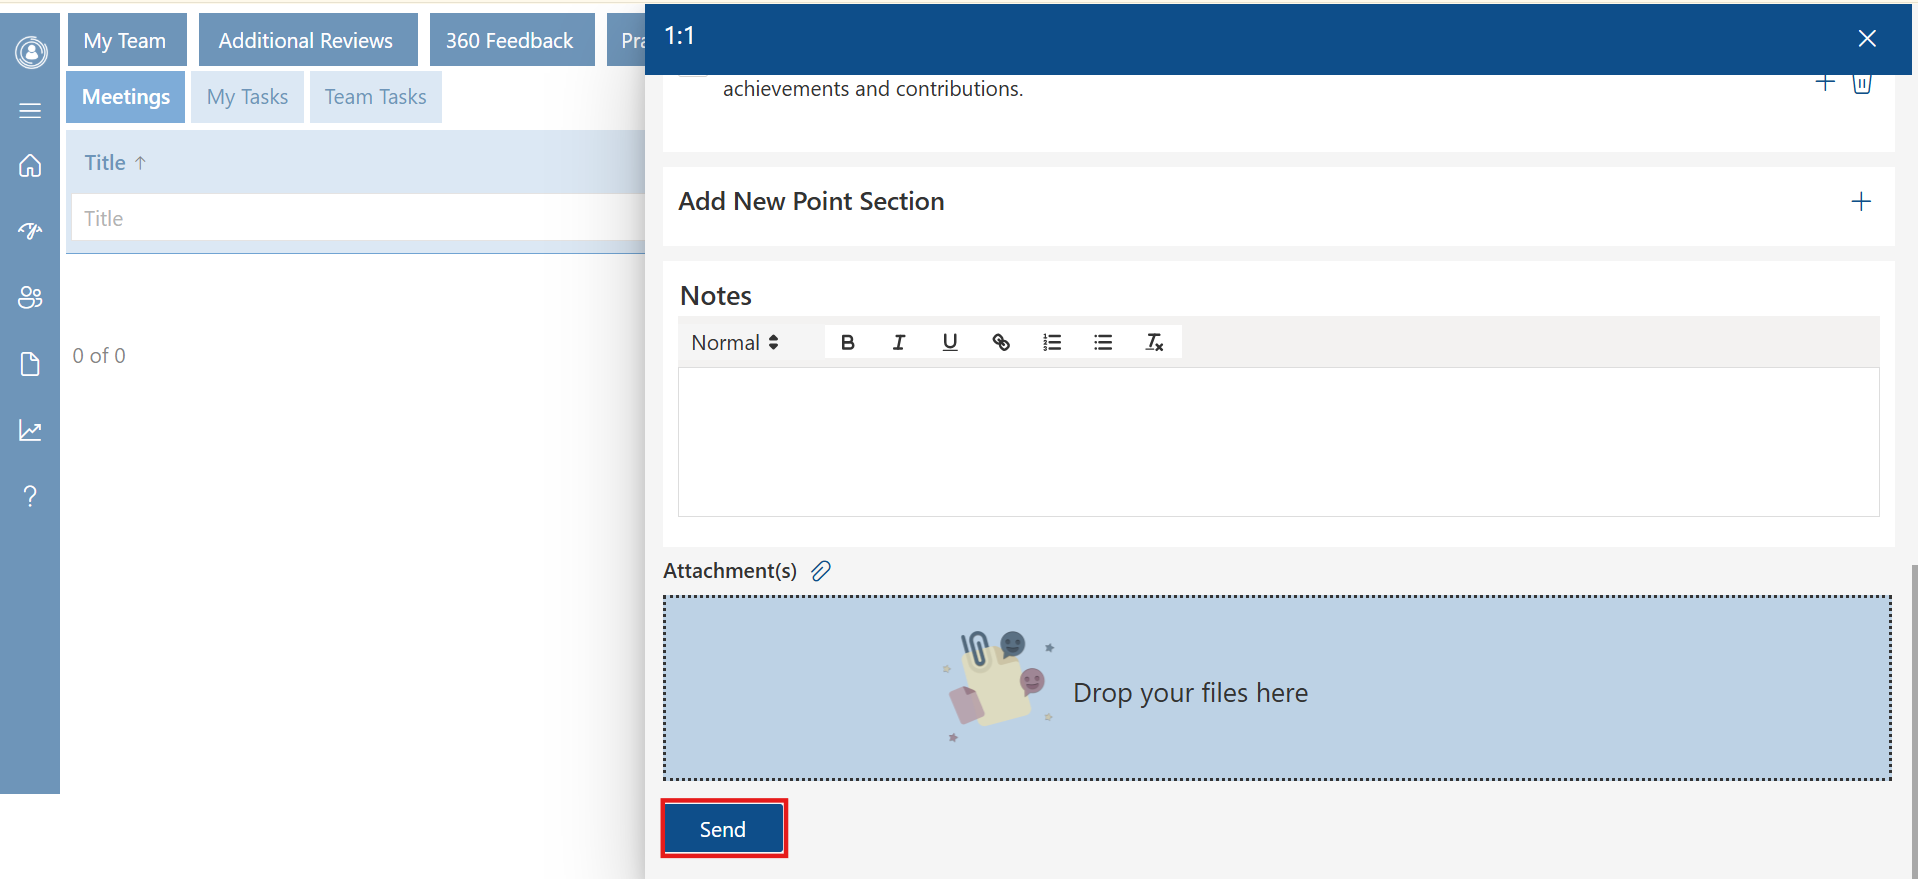 My Team
Additional Reviews
360 Feedback
Meetings
My Tasks
Team Tasks
Title ↑
Title
0 of 0
?
1:1
achievements and contributions.
Add New Point Section
Notes
Normal
B I U
Attachment(s)
Drop your files here
Send